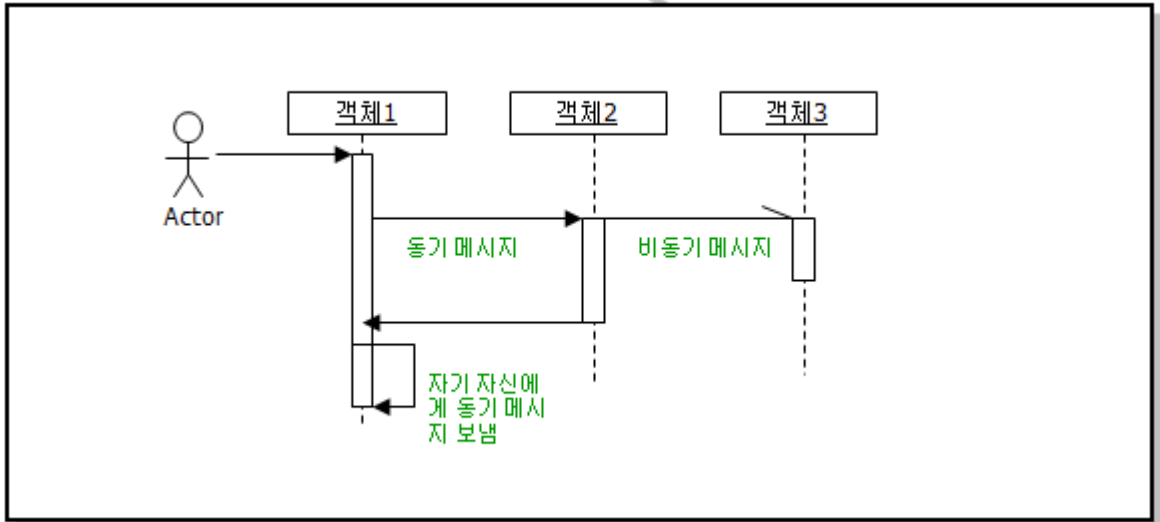 객체1
객체2
객체3
Actor
동기 메시지
비동기 메시지
자기 자신에
게 동기 메시
지 보냄